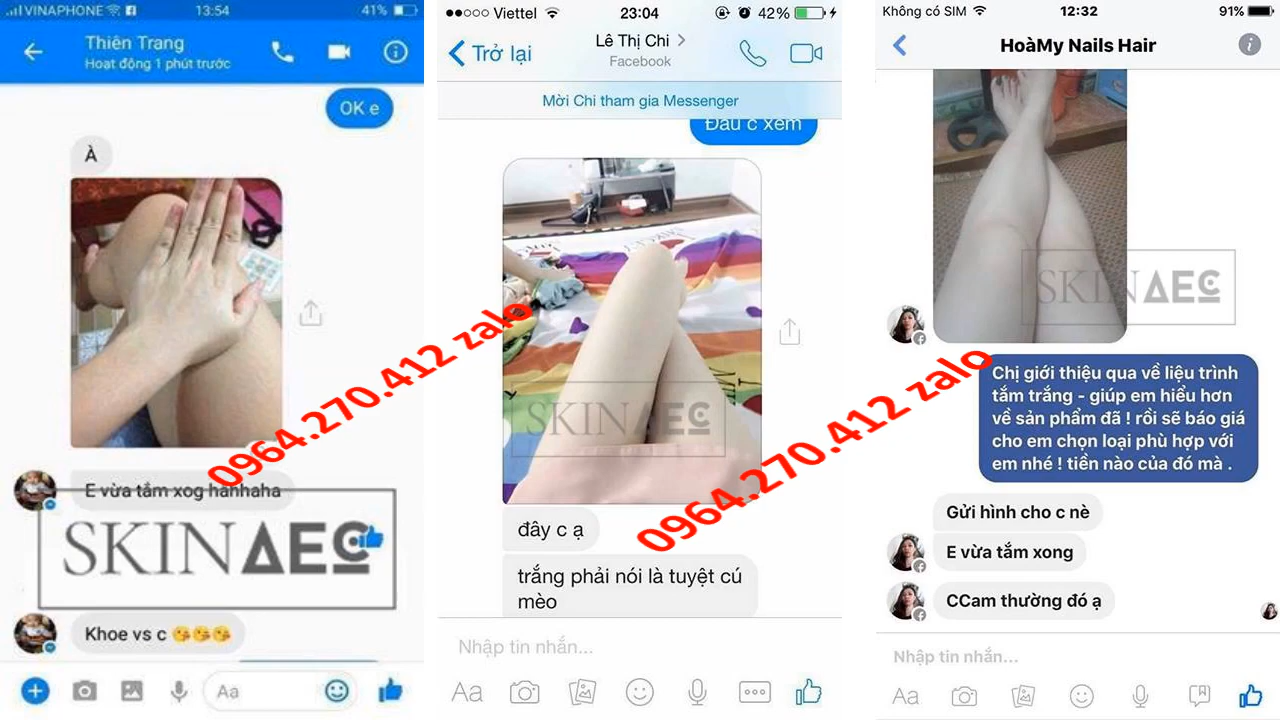 VINAPHONE 13:54 41%
Thiên Trang
Hoạt động 1 phút trước
OK e
À
E vừa tắm xog hahhaha
SKINAEC
Khoe vs c 😘😘😘
Aa
Viettel 23:04 42%
Trở lại
Lê Thị Chi
Facebook
Mời Chi tham gia Messenger
Đâu c xem
SKINAEC
đây c ạ
trắng phải nói là tuyệt cú
mèo
Nhập tin nhắn...
Aa
0964.270.412 zalo
0964.270.412 zalo
Không có SIM 12:32 91%
HoàMy Nails Hair
SKINAEC
Chị giới thiệu qua về liệu trình
tắm trắng - giúp em hiểu hơn
về sản phẩm đã ! rồi sẽ báo giá
cho em chọn loại phù hợp với
em nhé ! tiền nào của đó mà .
Gửi hình cho c nè
E vừa tắm xong
CCam thường đó ạ
Nhập tin nhắn...
Aa